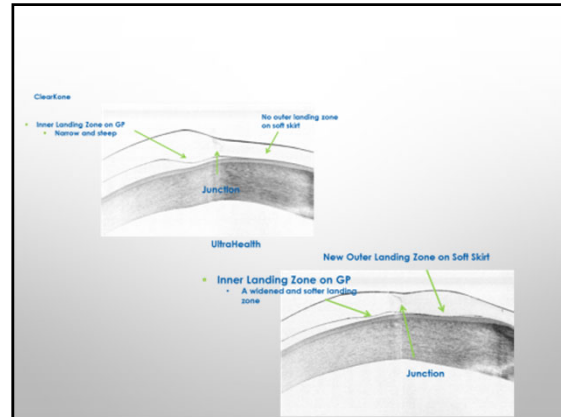 ClearKone
Inner Landing Zone on GP
Narrow and steep
No outer landing zone
on soft skirt
Junction
UltraHealth
New Outer Landing Zone on Soft Skirt
Inner Landing Zone on GP
A widened and softer landing
zone
Junction